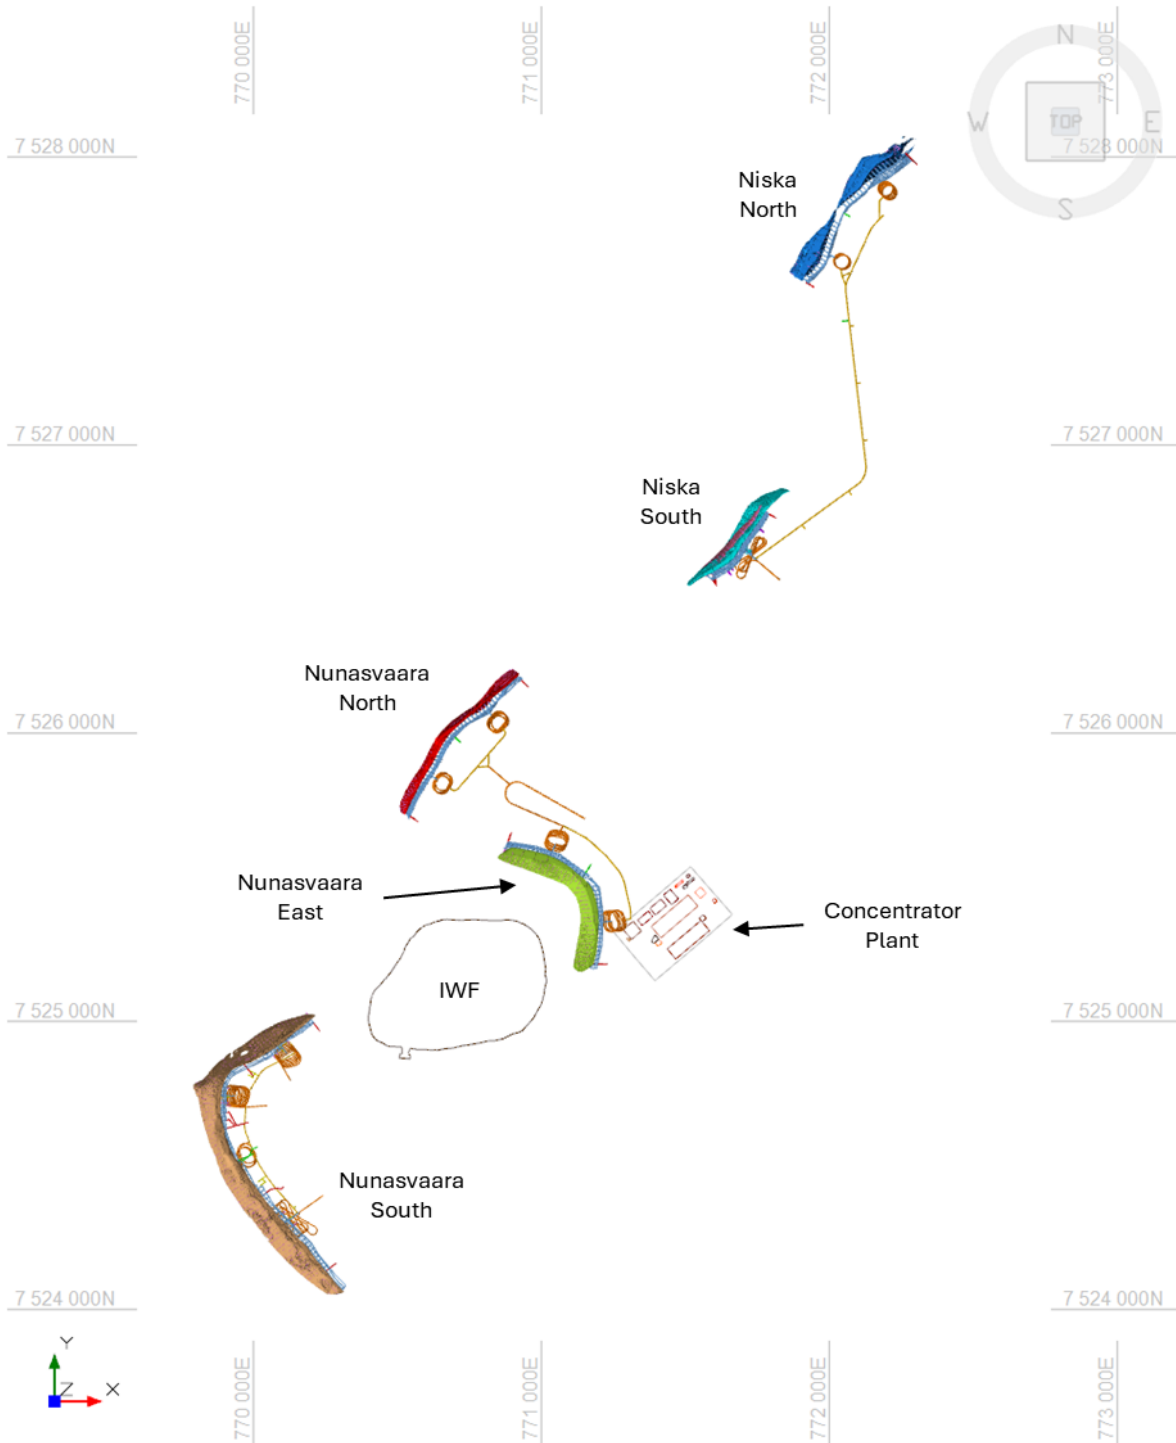 770 000E
771 000E
772 000E
773 000E
N
W
TOP
E
S
7 528 000N
7 528 000N
Niska
North
7 527 000N
7 527 000N
Niska
South
Nunasvaara
North
7 526 000N
7 526 000N
Nunasvaara
East
Concentrator
Plant
IWF
7 525 000N
7 525 000N
Nunasvaara
South
7 524 000N
7 524 000N
Y
Z
X
770 000E
771 000E
772 000E
773 000E